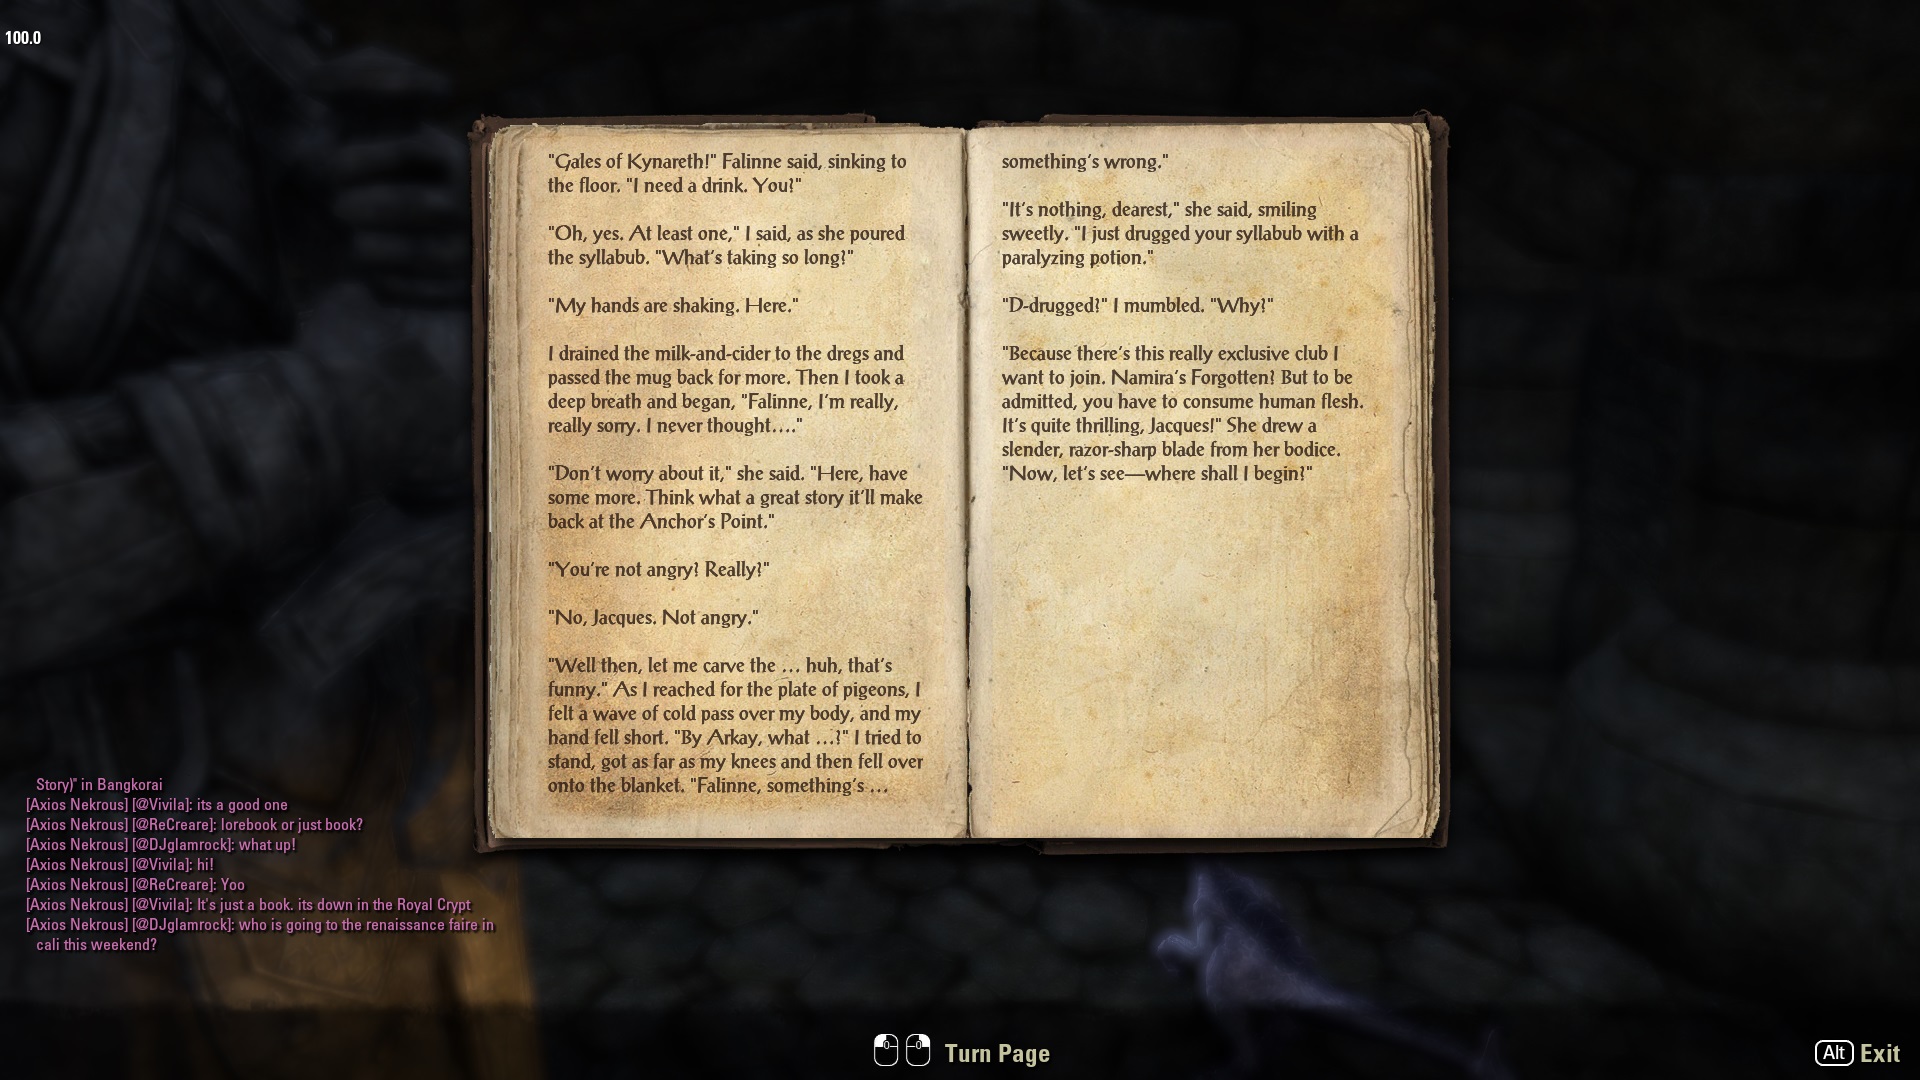 100.0
"Gales of Kynareth!" Falinne said, sinking to
the floor. "I need a drink. You?"
"Oh, yes. At least one," I said, as she poured
the syllabub. "What's taking so long?"
"My hands are shaking. Here."
I drained the milk-and-cider to the dregs and
passed the mug back for more. Then I took a
deep breath and began, "Falinne, I'm really,
really sorry. I never thought…."
"Don't worry about it," she said. "Here, have
some more. Think what a great story it'll make
back at the Anchor's Point."
"You're not angry? Really?"
"No, Jacques. Not angry."
"Well then, let me carve the … huh, that's
funny." As I reached for the plate of pigeons, I
felt a wave of cold pass over my body, and my
hand fell short. "By Arkay, what …?" I tried to
stand, got as far as my knees and then fell over
onto the blanket. "Falinne, something's …
something's wrong."
"It's nothing, dearest," she said, smiling
sweetly. "I just drugged your syllabub with a
paralyzing potion."
"D-drugged?" I mumbled. "Why?"
"Because there's this really exclusive club I
want to join. Namira's Forgotten? But to be
admitted, you have to consume human flesh.
It's quite thrilling, Jacques!" She drew a
slender, razor-sharp blade from her bodice.
"Now, let's see—where shall I begin?"
Story)" in Bangkorai
[Axios Nekrous] [@Vivila]: its a good one
[Axios Nekrous] [@ReCreare]: lorebook or just book?
[Axios Nekrous] [@DJglamrock]: what up!
[Axios Nekrous] [@Vivila]: hi!
[Axios Nekrous] [@ReCreare]: Yoo
[Axios Nekrous] [@Vivila]: It's just a book. its down in the Royal Crypt
[Axios Nekrous] [@DJglamrock]: who is going to the renaissance faire in
cali this weekend?
Turn Page
Alt Exit